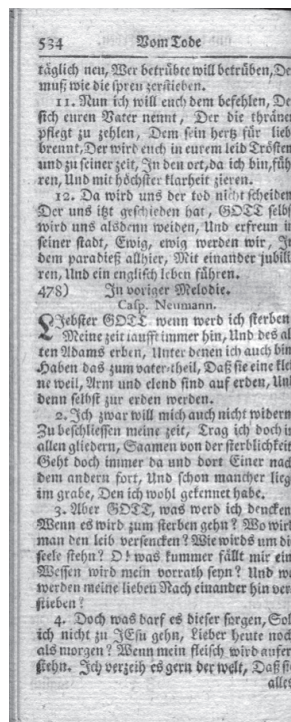 534 Vom Tode
täglich neu, Wer betrübte will betrüben, De
muß wie die spreu zerstieben.
11. Nun ich will euch dem befehlen, De
sich euren Vater nennt, Der die thräne
pflegt zu zehlen, Dem sein hertz für lieb
brennt, Der wird euch in eurem leid Trösten
und zu seiner zeit, In den ort, da ich bin, füh
ren, Und mit höchster klarheit zieren.
12. Da wird uns der tod nicht scheiden
Der uns itzt geschieden hat, GOTT selbs
wird uns alsdenn weiden, Und erfreun in
seiner stadt, Ewig, ewig werden wir, In
dem paradieß allhier, Mit einander jubili
ren, Und ein englisch leben führen.
478) In voriger Melodie.
Casp. Neumann.
LIebster GOTT wenn werd ich sterben
Meine zeit laufft immer hin, Und des al
ten Adams erben, Unter denen ich auch bin
Haben das zum vater-theil, Daß sie eine klei
ne weil, Arm und elend sind auf erden, Und
denn selbst zur erden werden.
2. Ich zwar will mich auch nicht widern
Zu beschliessen meine zeit, Trag ich doch in
allen gliedern, Saamen von der sterblichkeit
Geht doch immer da und dort Einer nach
dem andern fort, Und schon mancher lieg
im grabe, Den ich wohl gekennet habe.
3. Aber GOTT, was werd ich dencken
Wenn es wird zum sterben gehn? Wo wird
man den leib versencken? Wie wirds um di
seele stehn? O! was kummer fällt mir ein
Wessen wird mein vorrath seyn? Und wi
werden meine lieben Nach einander hin ver
stieben?
4. Doch was darf es dieser sorgen, Sol
ich nicht zu JEsu gehn, Lieber heute noch
als morgen? Wenn mein fleisch wird aufer
stehn. Ich verzeih es gern der welt, Daß sie
alles